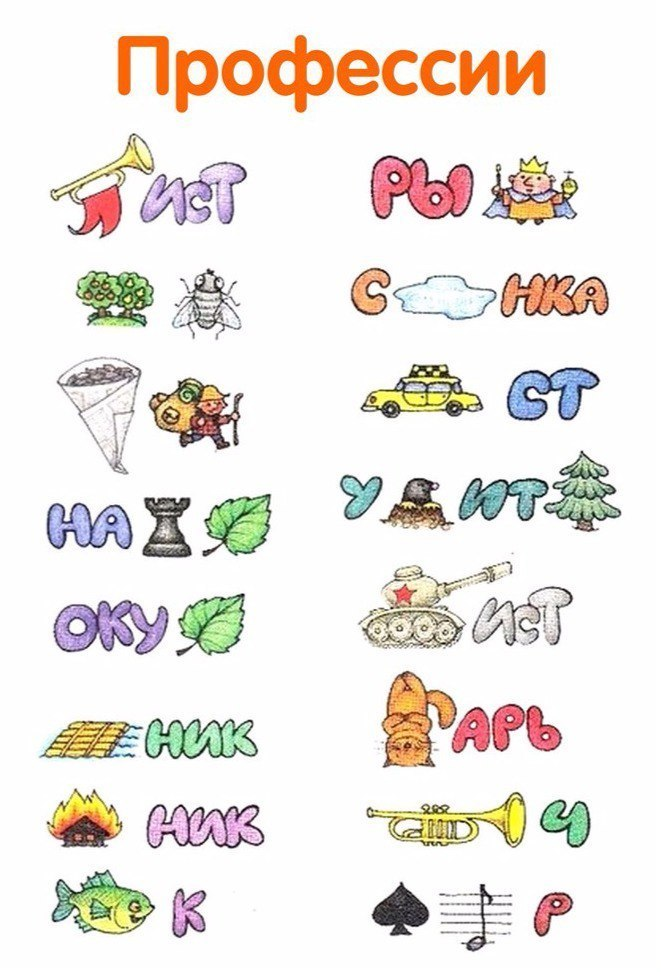 Профессии
ист
ры
с нка
ст
на
у ит
оку
ист
ник
арь
ник
ч
к
р